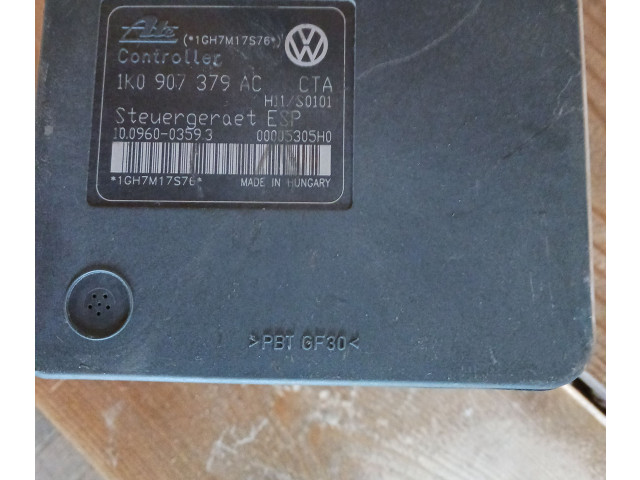 Ate (*1GH7M17S76*)
Controller
1K0 907 379 AC CTA
H11/S0101
Steuergeraet ESP
10.0960-0359.3 00005305H0
*1GH7M17S76* MADE IN HUNGARY
>PBT GF30<